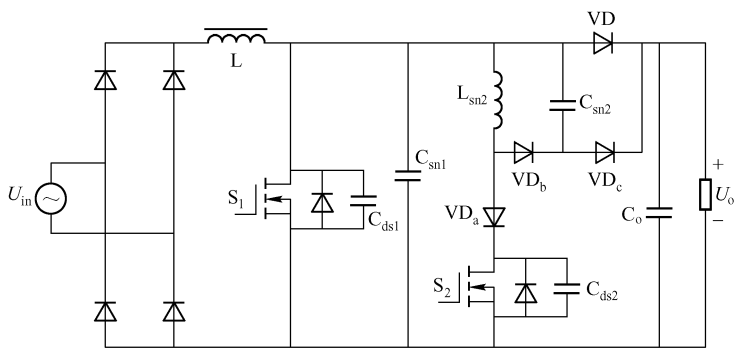 VD
L
L_sn2
C_sn2
C_sn1
VD_b
VD_c
U_in
~
S_1
C_ds1
VD_a
C_o
+
U_o
−
S_2
C_ds2